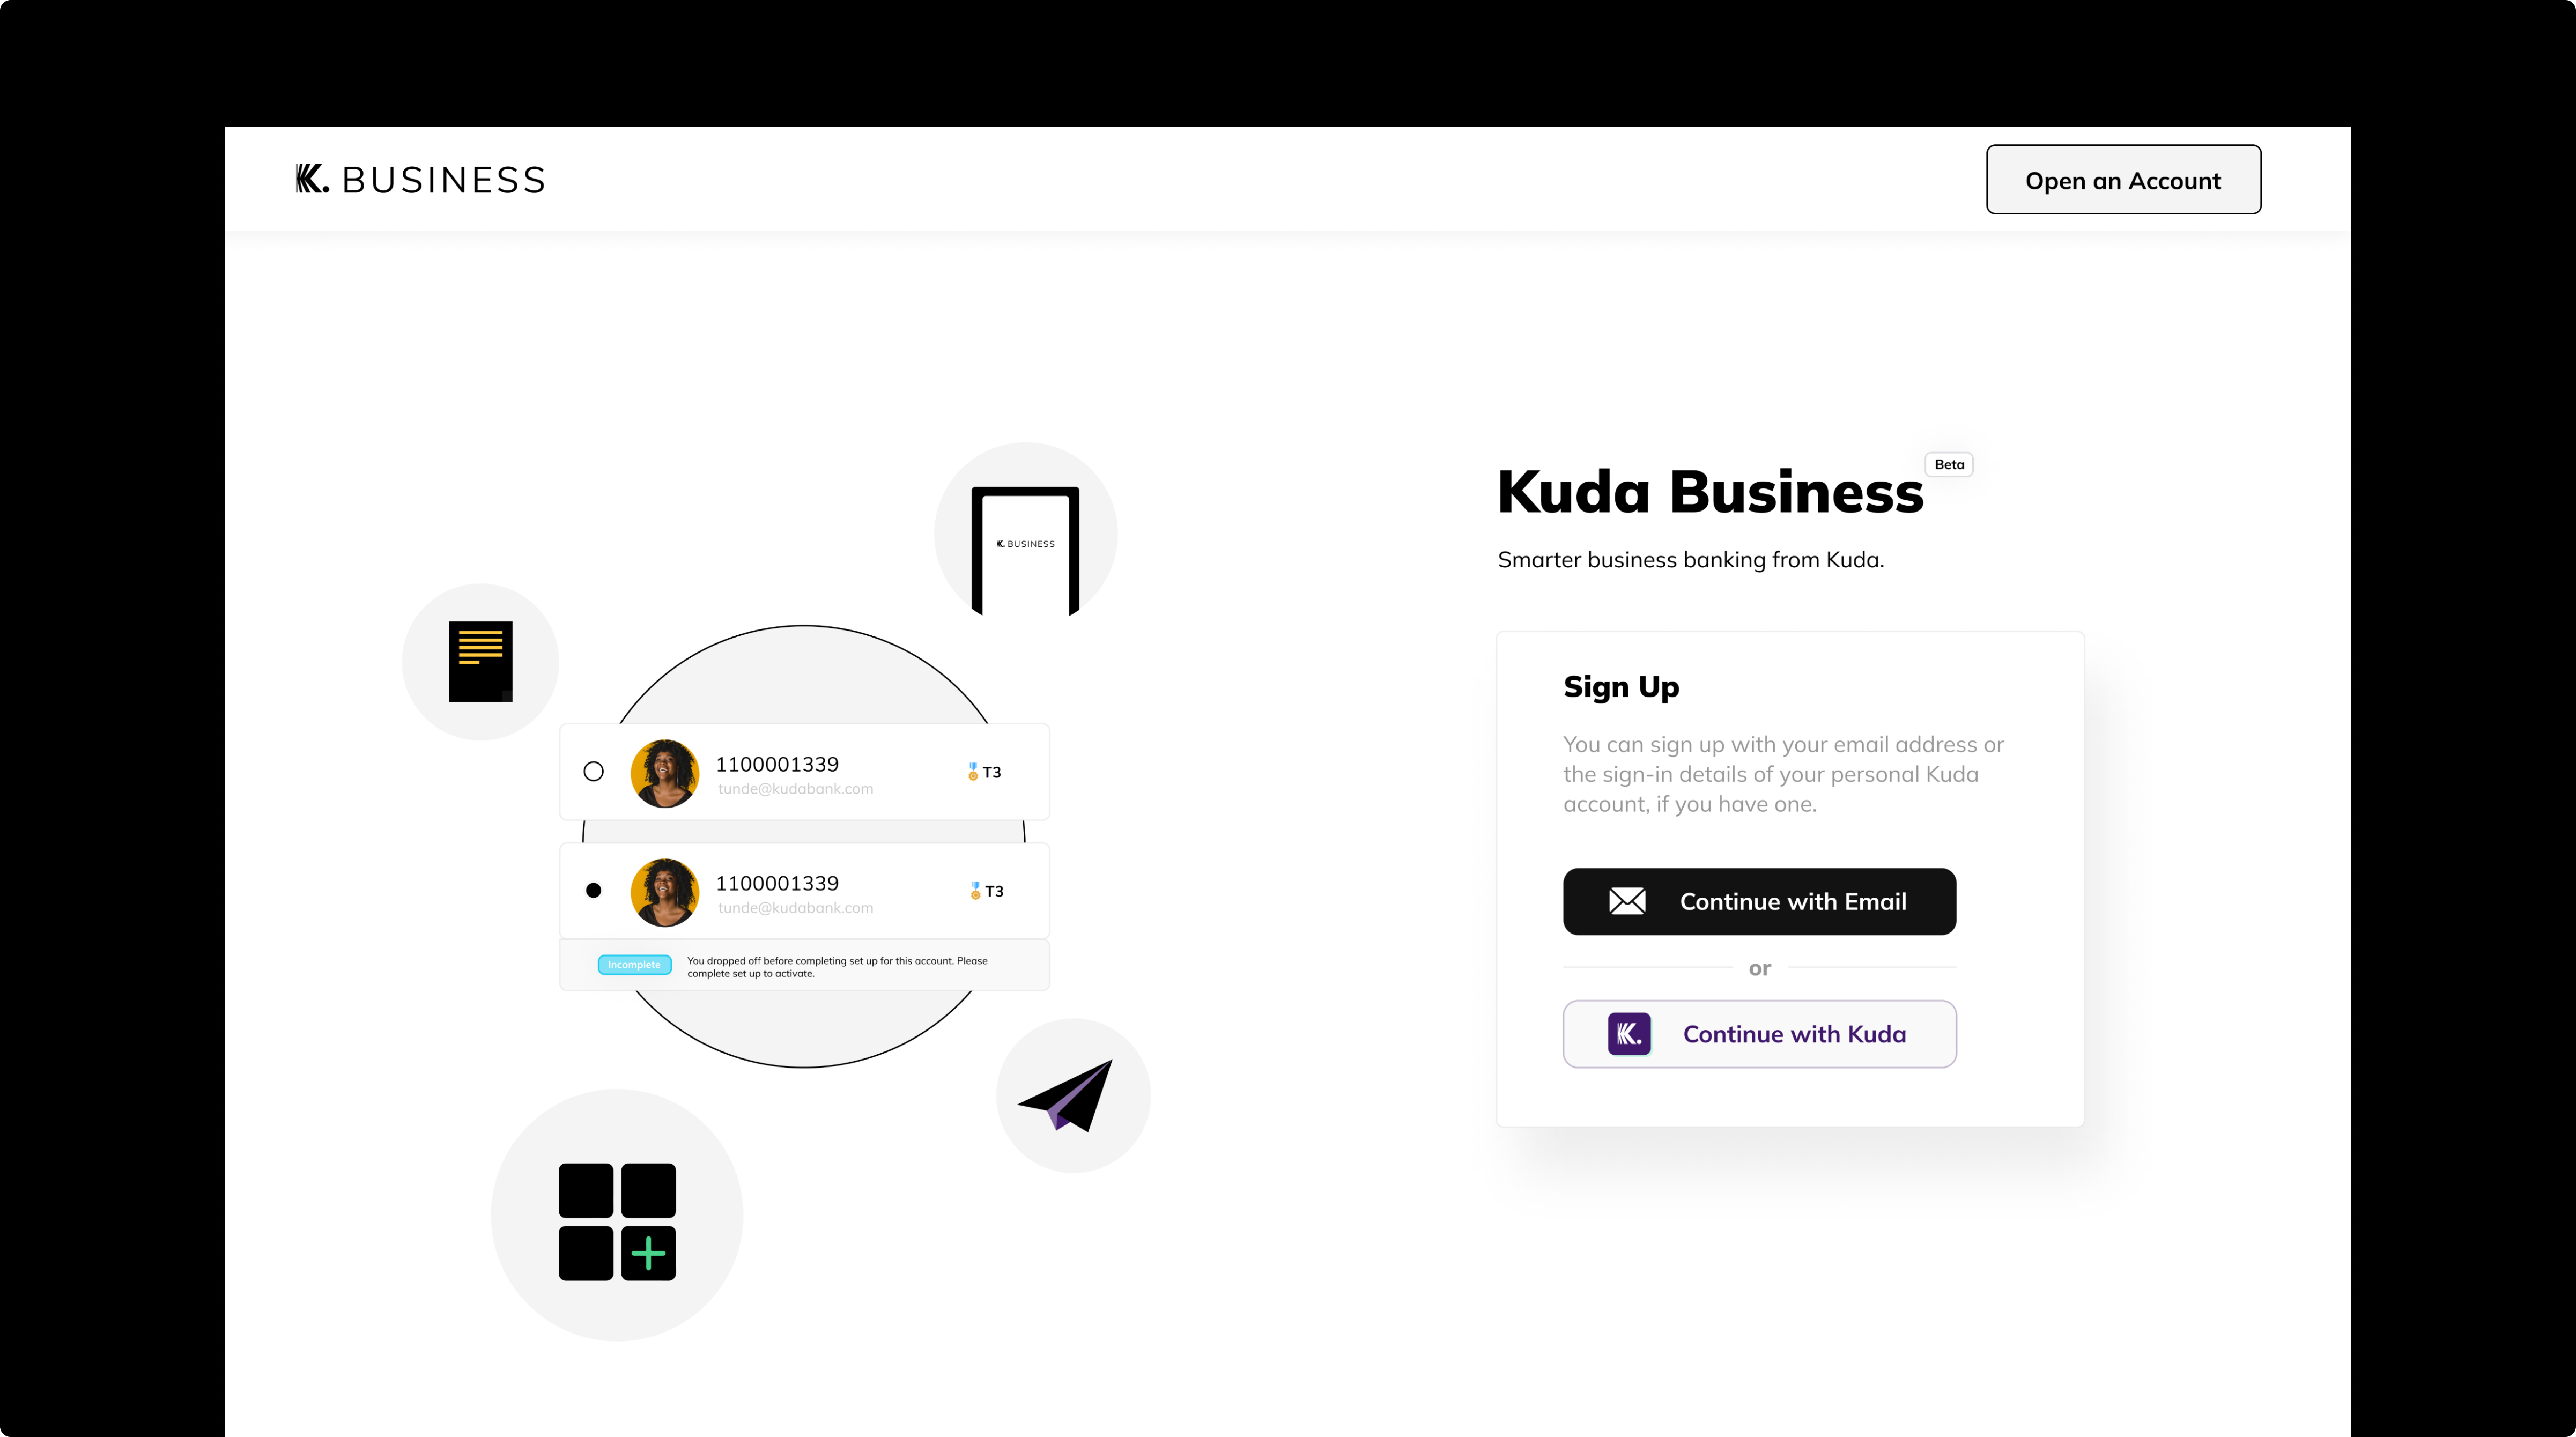 K. BUSINESS
Open an Account
K. BUSINESS
1100001339
tunde@kudabank.com
T3
1100001339
tunde@kudabank.com
T3
Incomplete
You dropped off before completing set up for this account. Please
complete set up to activate.
Kuda Business
Beta
Smarter business banking from Kuda.
Sign Up
You can sign up with your email address or
the sign-in details of your personal Kuda
account, if you have one.
Continue with Email
or
K.
Continue with Kuda